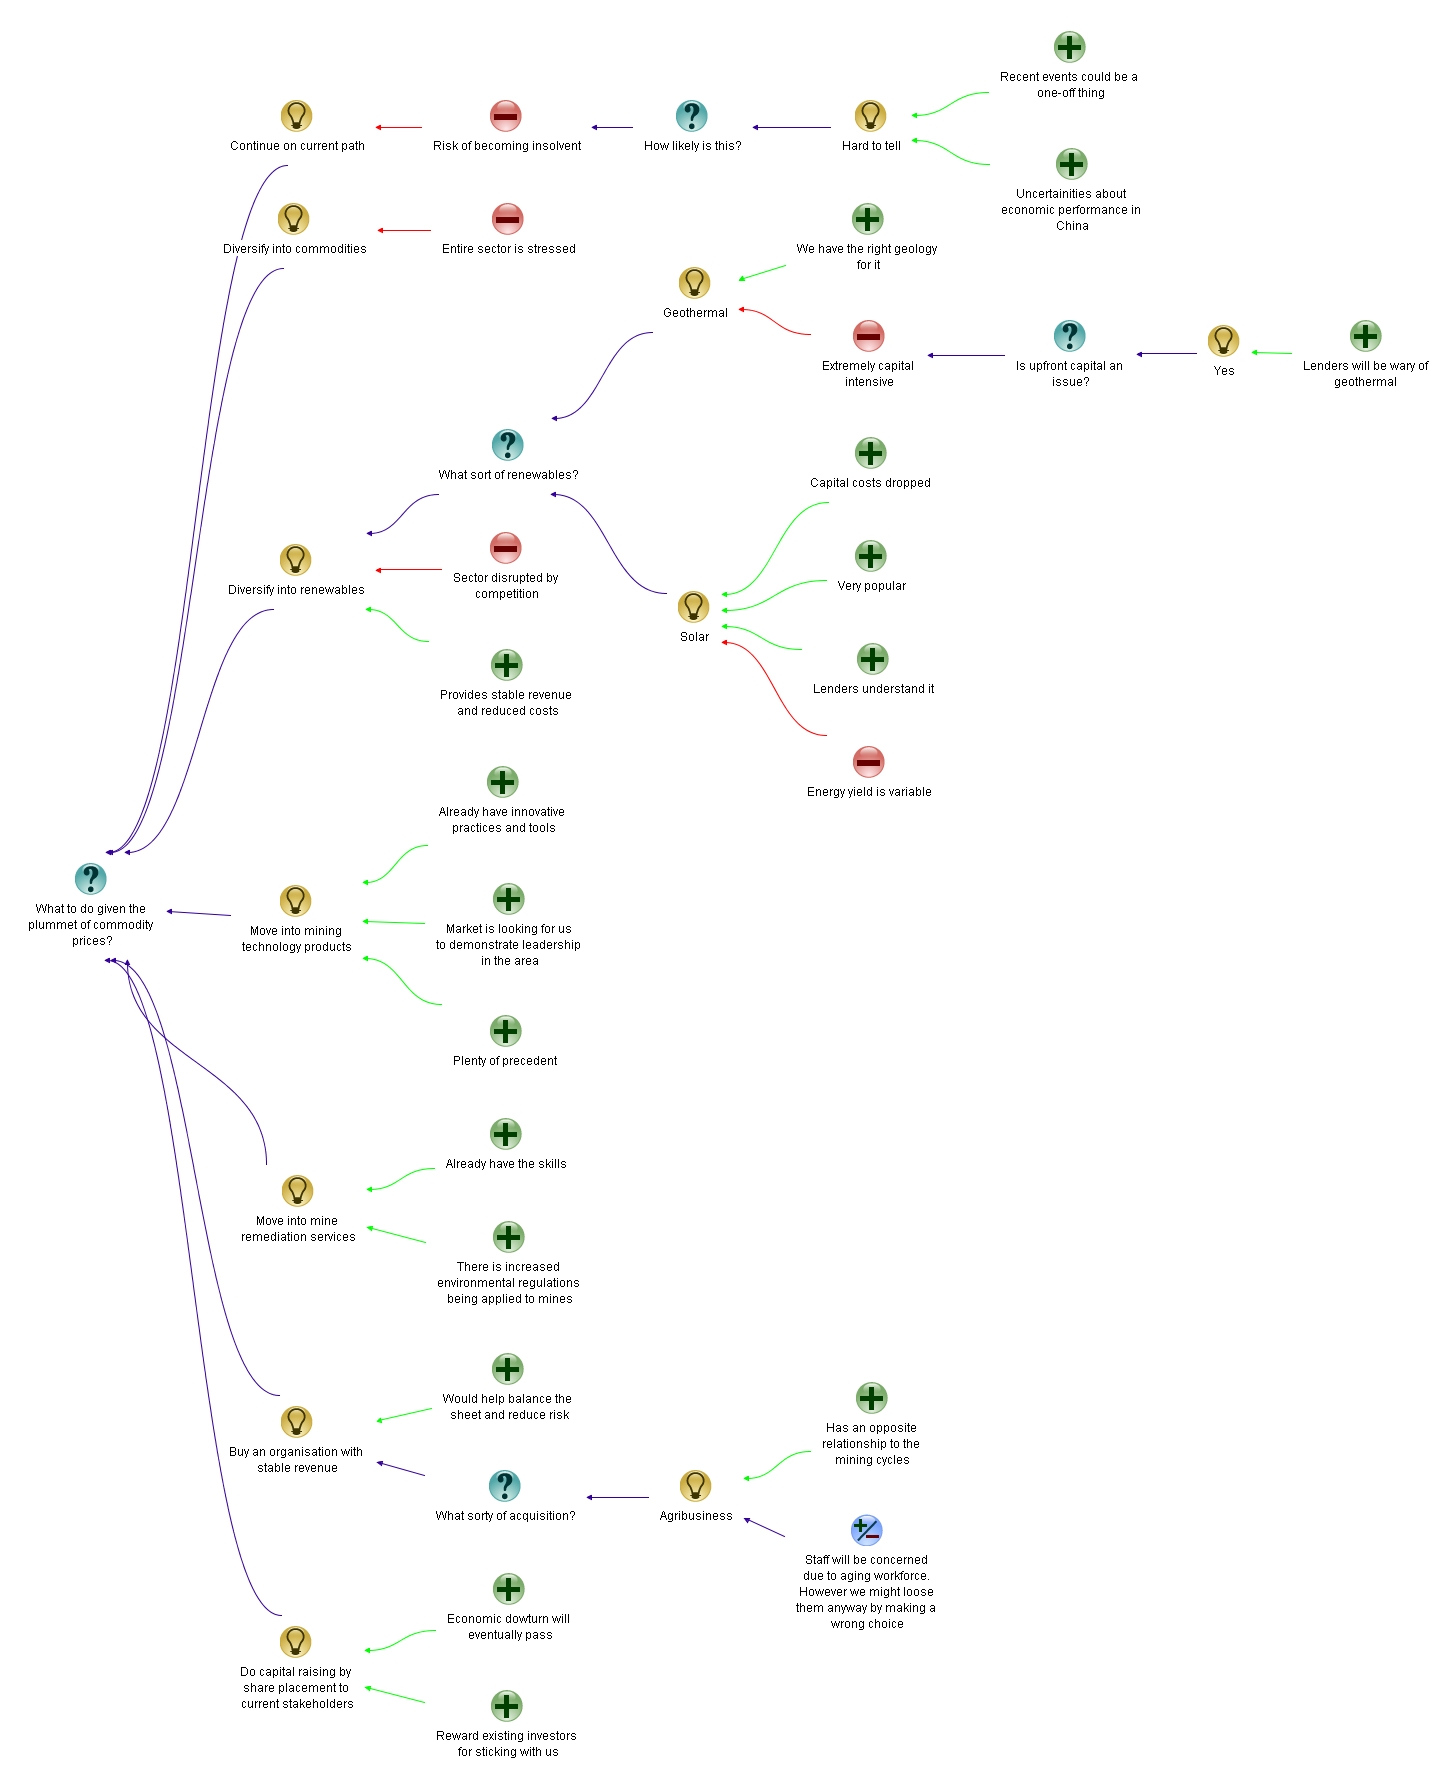 Recent events could be a
one-off thing
Continue on current path
Risk of becoming insolvent
How likely is this?
Hard to tell
Uncertainities about
economic performance in
China
Diversify into commodities
Entire sector is stressed
We have the right geology
for it
Geothermal
Extremely capital
intensive
Is upfront capital an
issue?
Yes
Lenders will be wary of
geothermal
What sort of renewables?
Capital costs dropped
Diversify into renewables
Sector disrupted by
competition
Very popular
Solar
Lenders understand it
Provides stable revenue
and reduced costs
Energy yield is variable
Already have innovative
practices and tools
What to do given the
plummet of commodity
prices?
Move into mining
technology products
Market is looking for us
to demonstrate leadership
in the area
Plenty of precedent
Already have the skills
Move into mine
remediation services
There is increased
environmental regulations
being applied to mines
Would help balance the
sheet and reduce risk
Buy an organisation with
stable revenue
What sorty of acquisition?
Agribusiness
Has an opposite
relationship to the
mining cycles
Staff will be concerned
due to aging workforce.
However we might loose
them anyway by making a
wrong choice
Economic dowturn will
eventually pass
Do capital raising by
share placement to
current stakeholders
Reward existing investors
for sticking with us